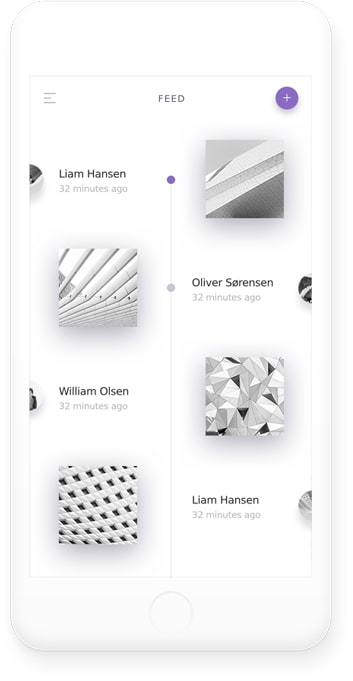 FEED
Liam Hansen
32 minutes ago
Oliver Sørensen
32 minutes ago
William Olsen
32 minutes ago
Liam Hansen
32 minutes ago